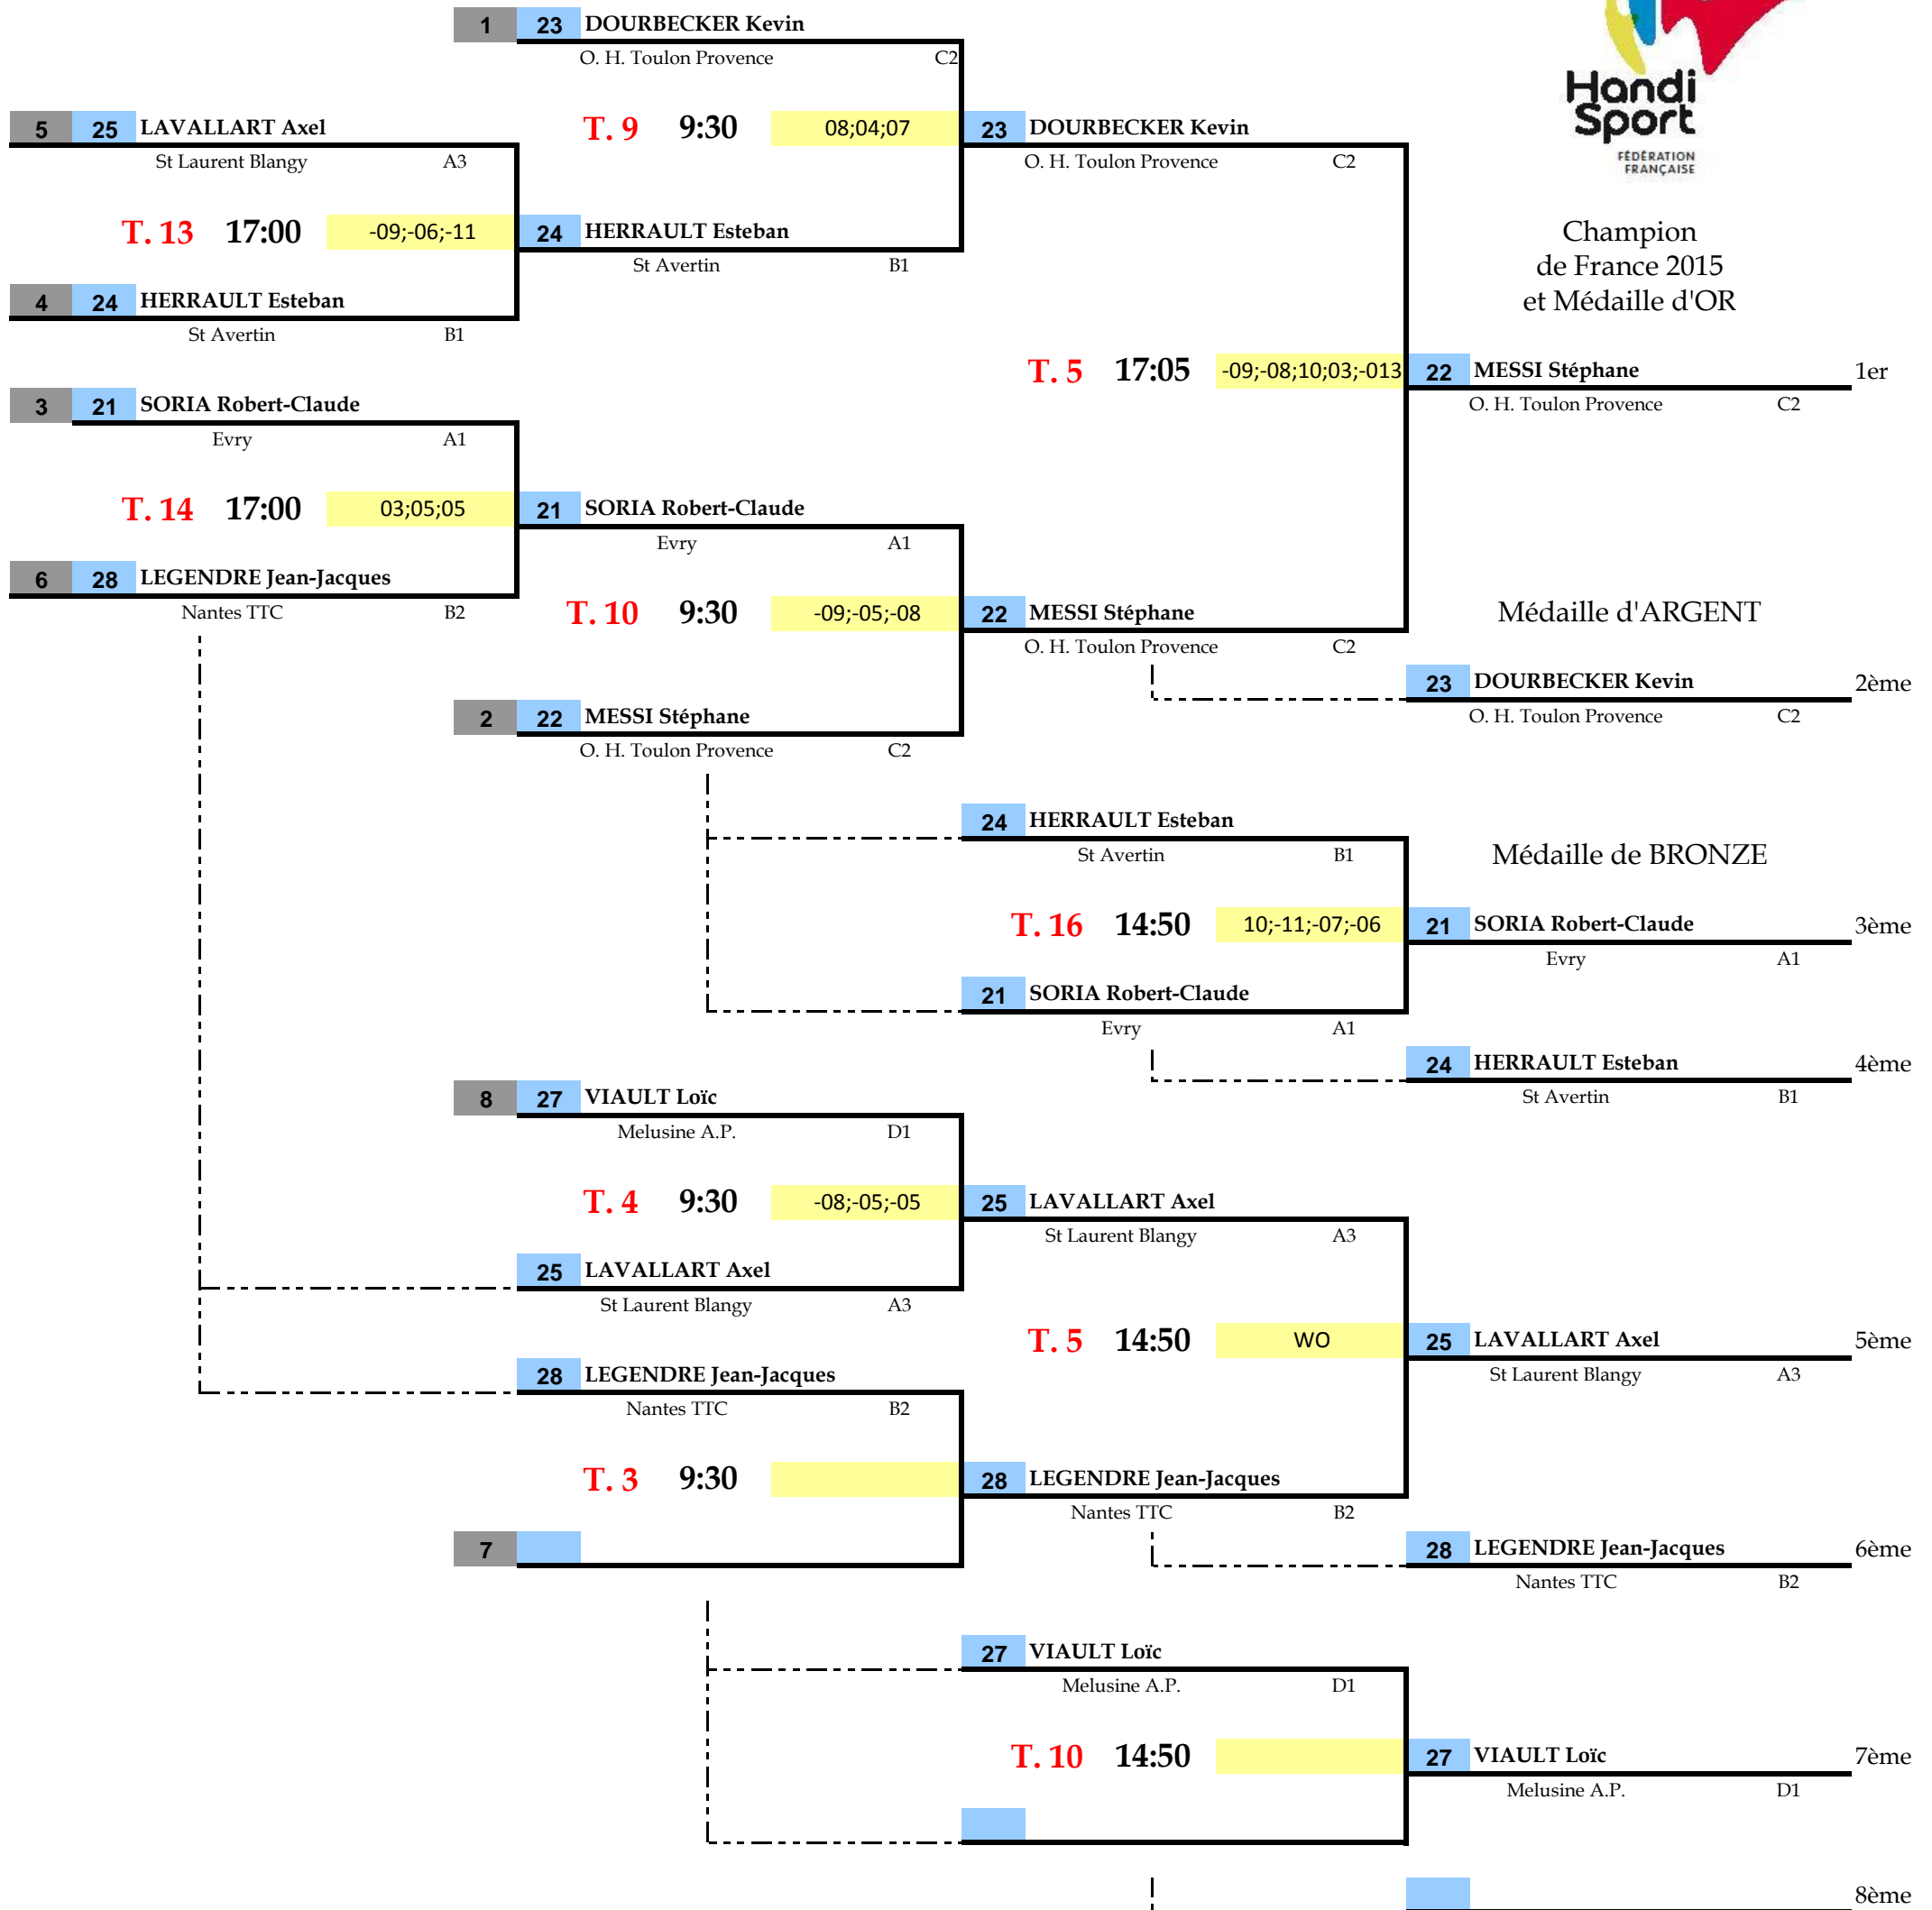 1 23 DOURBECKER Kevin
O. H. Toulon Provence C2
Handi
Sport
FÉDÉRATION
FRANÇAISE
5 25 LAVALLART Axel T. 9 9:30 08;04;07 23 DOURBECKER Kevin
St Laurent Blangy A3 O. H. Toulon Provence C2
T. 13 17:00 -09;-06;-11 24 HERRAULT Esteban
St Avertin B1
Champion
de France 2015
et Médaille d'OR
4 24 HERRAULT Esteban
St Avertin B1
T. 5 17:05 -09;-08;10;03;-013 22 MESSI Stéphane 1er
O. H. Toulon Provence C2
3 21 SORIA Robert-Claude
Evry A1
T. 14 17:00 03;05;05 21 SORIA Robert-Claude
Evry A1
6 28 LEGENDRE Jean-Jacques
Nantes TTC B2
T. 10 9:30 -09;-05;-08 22 MESSI Stéphane
O. H. Toulon Provence C2
Médaille d'ARGENT
23 DOURBECKER Kevin 2ème
O. H. Toulon Provence C2
2 22 MESSI Stéphane
O. H. Toulon Provence C2
24 HERRAULT Esteban
St Avertin B1
Médaille de BRONZE
T. 16 14:50 10;-11;-07;-06 21 SORIA Robert-Claude 3ème
Evry A1
21 SORIA Robert-Claude
Evry A1
24 HERRAULT Esteban 4ème
St Avertin B1
8 27 VIAULT Loïc
Melusine A.P. D1
T. 4 9:30 -08;-05;-05 25 LAVALLART Axel
St Laurent Blangy A3
25 LAVALLART Axel
St Laurent Blangy A3
T. 5 14:50 WO 25 LAVALLART Axel 5ème
St Laurent Blangy A3
28 LEGENDRE Jean-Jacques
Nantes TTC B2
T. 3 9:30 28 LEGENDRE Jean-Jacques
Nantes TTC B2
7
28 LEGENDRE Jean-Jacques 6ème
Nantes TTC B2
27 VIAULT Loïc
Melusine A.P. D1
T. 10 14:50 27 VIAULT Loïc 7ème
Melusine A.P. D1
8ème